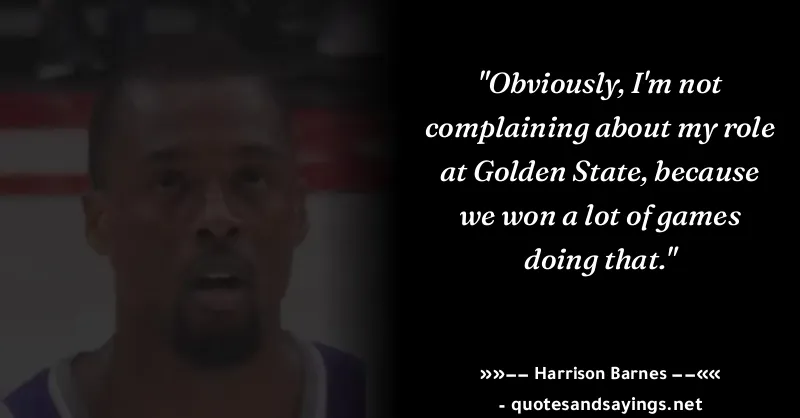 "Obviously, I'm not
complaining about my role
at Golden State, because
we won a lot of games
doing that."
»»−− Harrison Barnes −−««
- quotesandsayings.net